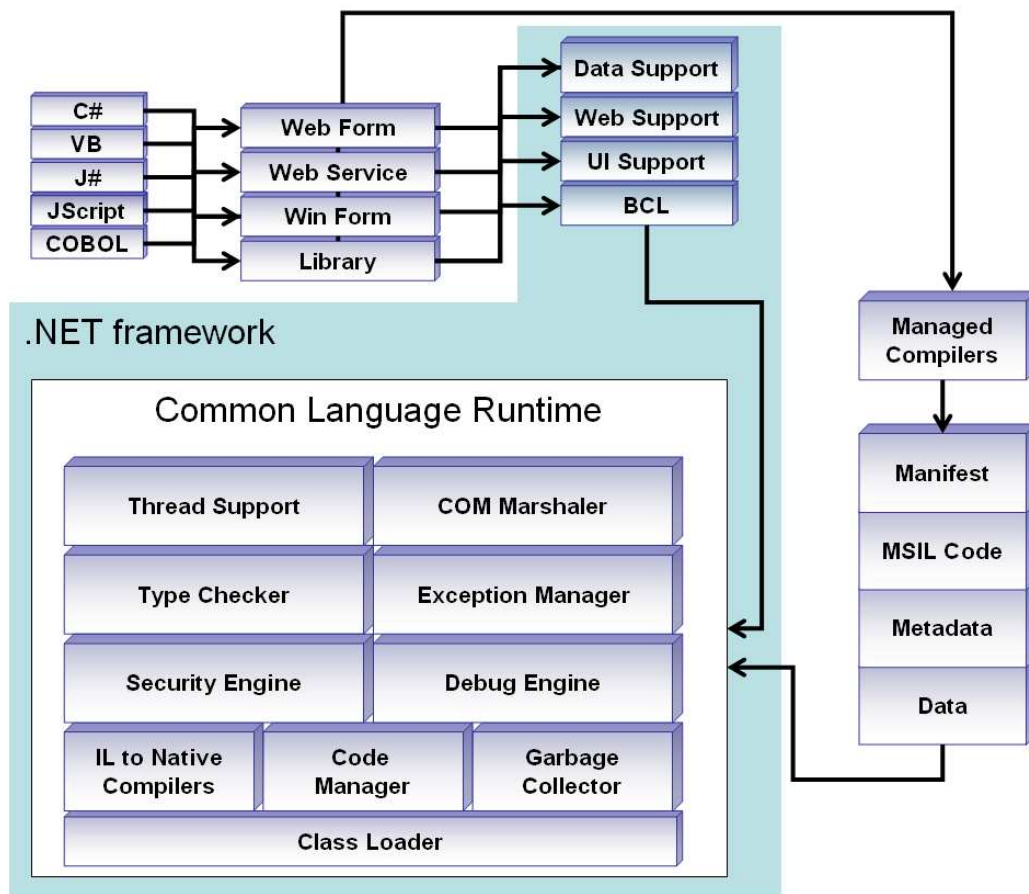 C#
VB
J#
JScript
COBOL
Web Form
Web Service
Win Form
Library
Data Support
Web Support
UI Support
BCL
.NET framework
Common Language Runtime
Thread Support
COM Marshaler
Type Checker
Exception Manager
Security Engine
Debug Engine
IL to Native
Compilers
Code
Manager
Garbage
Collector
Class Loader
Managed
Compilers
Manifest
MSIL Code
Metadata
Data